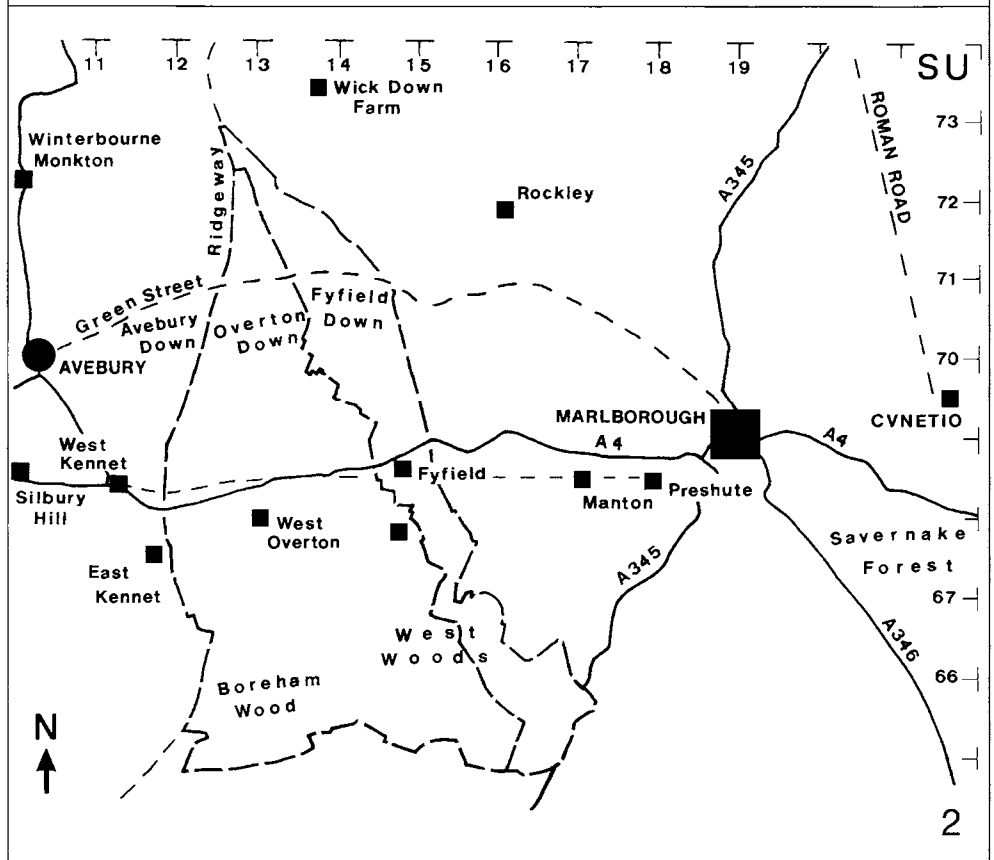 11 12 13 14 15 16 17 18 19
SU
Wick Down
Farm
73
ROMAN ROAD
Winterbourne
Monkton
Ridgeway
A345
Rockley
72
71
Green Street
Fyfield
Down
Avebury
Down
Overton
Down
70
AVEBURY
CVNETIO
MARLBOROUGH
A4
A4
West
Kennet
Fyfield
Silbury
Hill
Manton
Preshute
West
Overton
Savernake
Forest
East
Kennet
A345
67
West
Woods
A346
66
Boreham
Wood
N
2